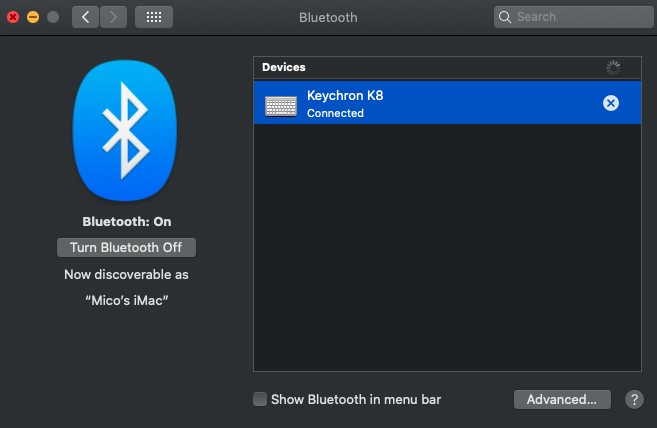 Bluetooth
Search
Devices
Keychron K8
Connected
Bluetooth: On
Turn Bluetooth Off
Now discoverable as
“Mico’s iMac”
Show Bluetooth in menu bar
Advanced...
?